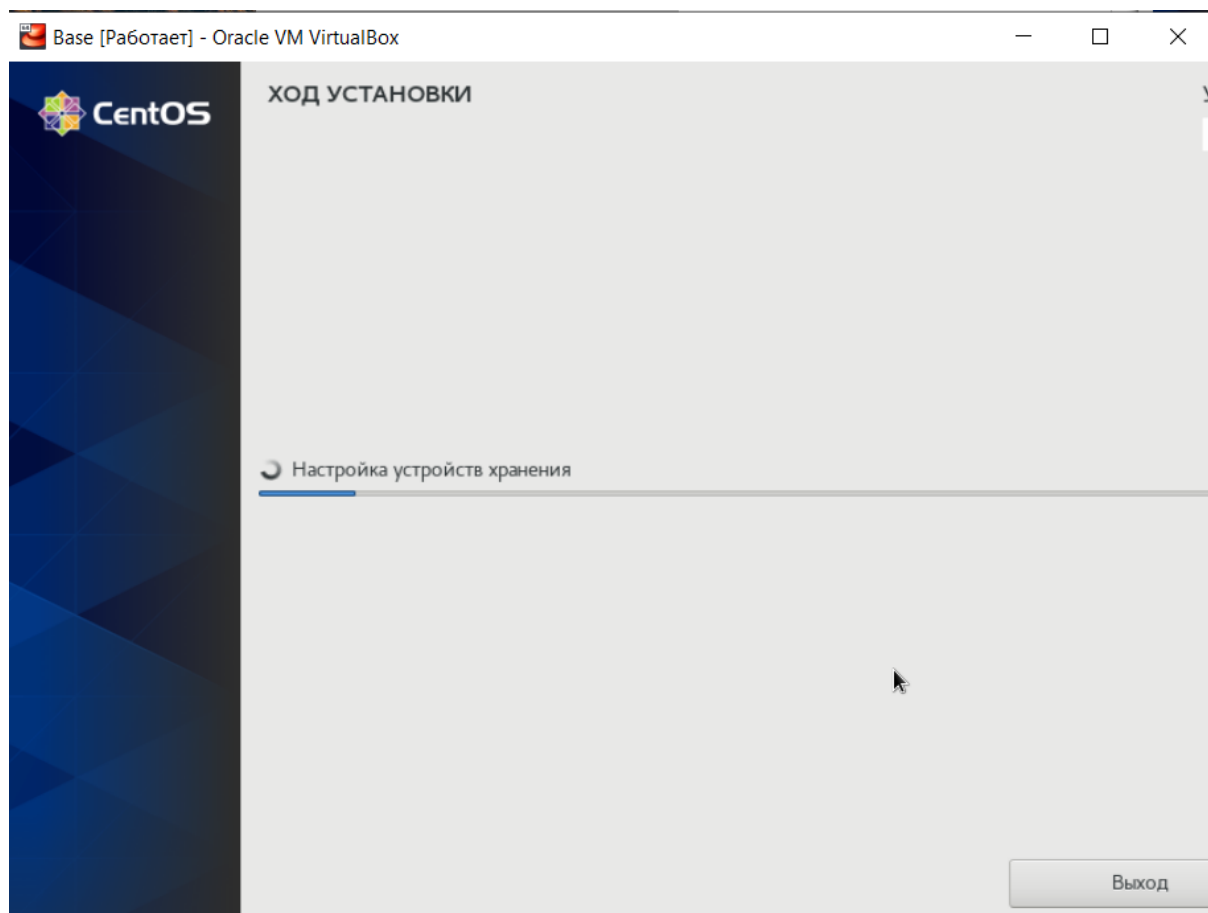 Base [Работает] - Oracle VM VirtualBox
CentOS
ХОД УСТАНОВКИ
Настройка устройств хранения
Выход